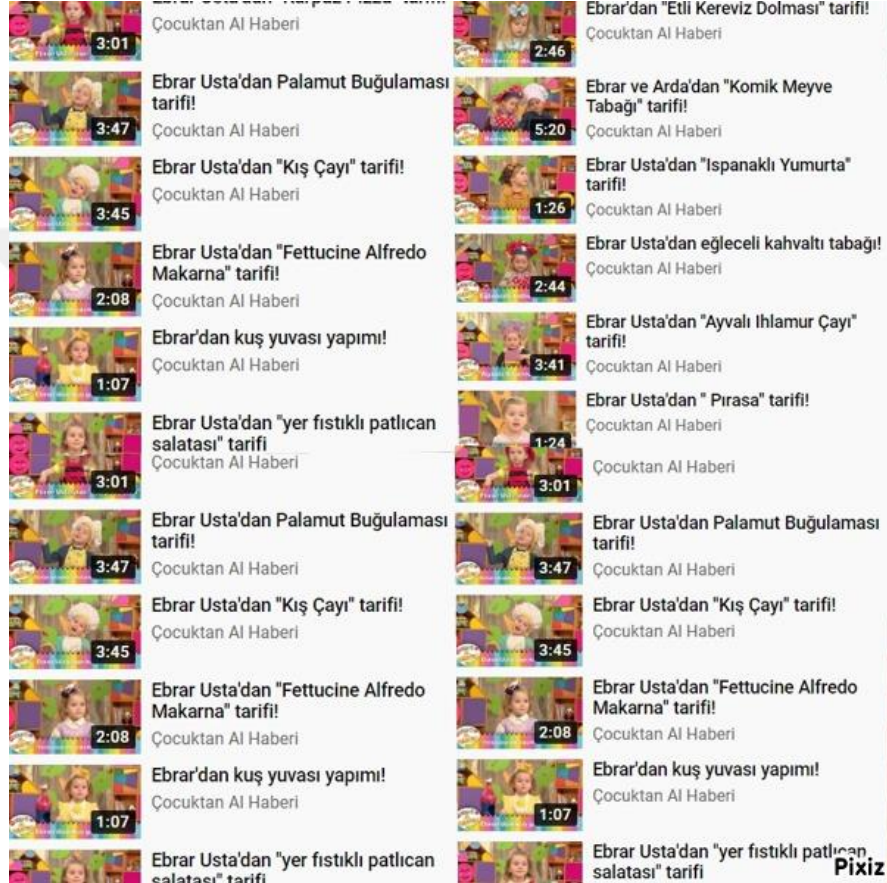 Çocuktan Al Haberi
3:01
Ebrar Usta'dan Palamut Buğulaması
tarifi!
3:47
Çocuktan Al Haberi
Ebrar Usta'dan "Kış Çayı" tarifi!
Çocuktan Al Haberi
3:45
Ebrar Usta'dan "Fettucine Alfredo
Makarna" tarifi!
2:08
Çocuktan Al Haberi
Ebrar'dan kuş yuvası yapımı!
Çocuktan Al Haberi
1:07
Ebrar Usta'dan "yer fıstıklı patlıcan
salatası" tarifi
Çocuktan Al Haberi
3:01
Ebrar Usta'dan Palamut Buğulaması
tarifi!
3:47
Çocuktan Al Haberi
Ebrar Usta'dan "Kış Çayı" tarifi!
Çocuktan Al Haberi
3:45
Ebrar Usta'dan "Fettucine Alfredo
Makarna" tarifi!
2:08
Çocuktan Al Haberi
Ebrar'dan kuş yuvası yapımı!
Çocuktan Al Haberi
1:07
Ebrar Usta'dan "yer fıstıklı patlıcan
salatası" tarifi
Ebrar'dan "Etli Kereviz Dolması" tarifi!
Çocuktan Al Haberi
2:46
Ebrar ve Arda'dan "Komik Meyve
Tabağı" tarifi!
5:20
Çocuktan Al Haberi
Ebrar Usta'dan "Ispanaklı Yumurta"
tarifi!
1:26
Çocuktan Al Haberi
Ebrar Usta'dan eğleceli kahvaltı tabağı!
Çocuktan Al Haberi
2:44
Ebrar Usta'dan "Ayvalı Ihlamur Çayı"
tarifi!
3:41
Çocuktan Al Haberi
Ebrar Usta'dan " Pırasa" tarifi!
Çocuktan Al Haberi
1:24
Çocuktan Al Haberi
3:01
Ebrar Usta'dan Palamut Buğulaması
tarifi!
3:47
Çocuktan Al Haberi
Ebrar Usta'dan "Kış Çayı" tarifi!
Çocuktan Al Haberi
3:45
Ebrar Usta'dan "Fettucine Alfredo
Makarna" tarifi!
2:08
Çocuktan Al Haberi
Ebrar'dan kuş yuvası yapımı!
Çocuktan Al Haberi
1:07
Ebrar Usta'dan "yer fıstıklı patlıcan
salatası" tarifi
Pixiz